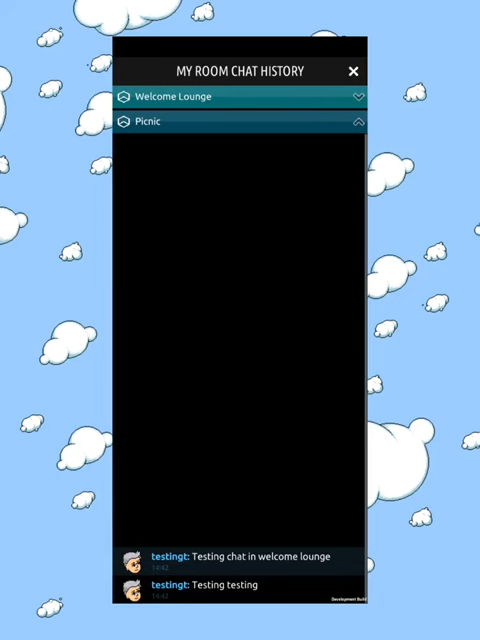 MY ROOM CHAT HISTORY
Welcome Lounge
Picnic
testingt: Testing chat in welcome lounge
14:42
testingt: Testing testing
14:42
Development Build